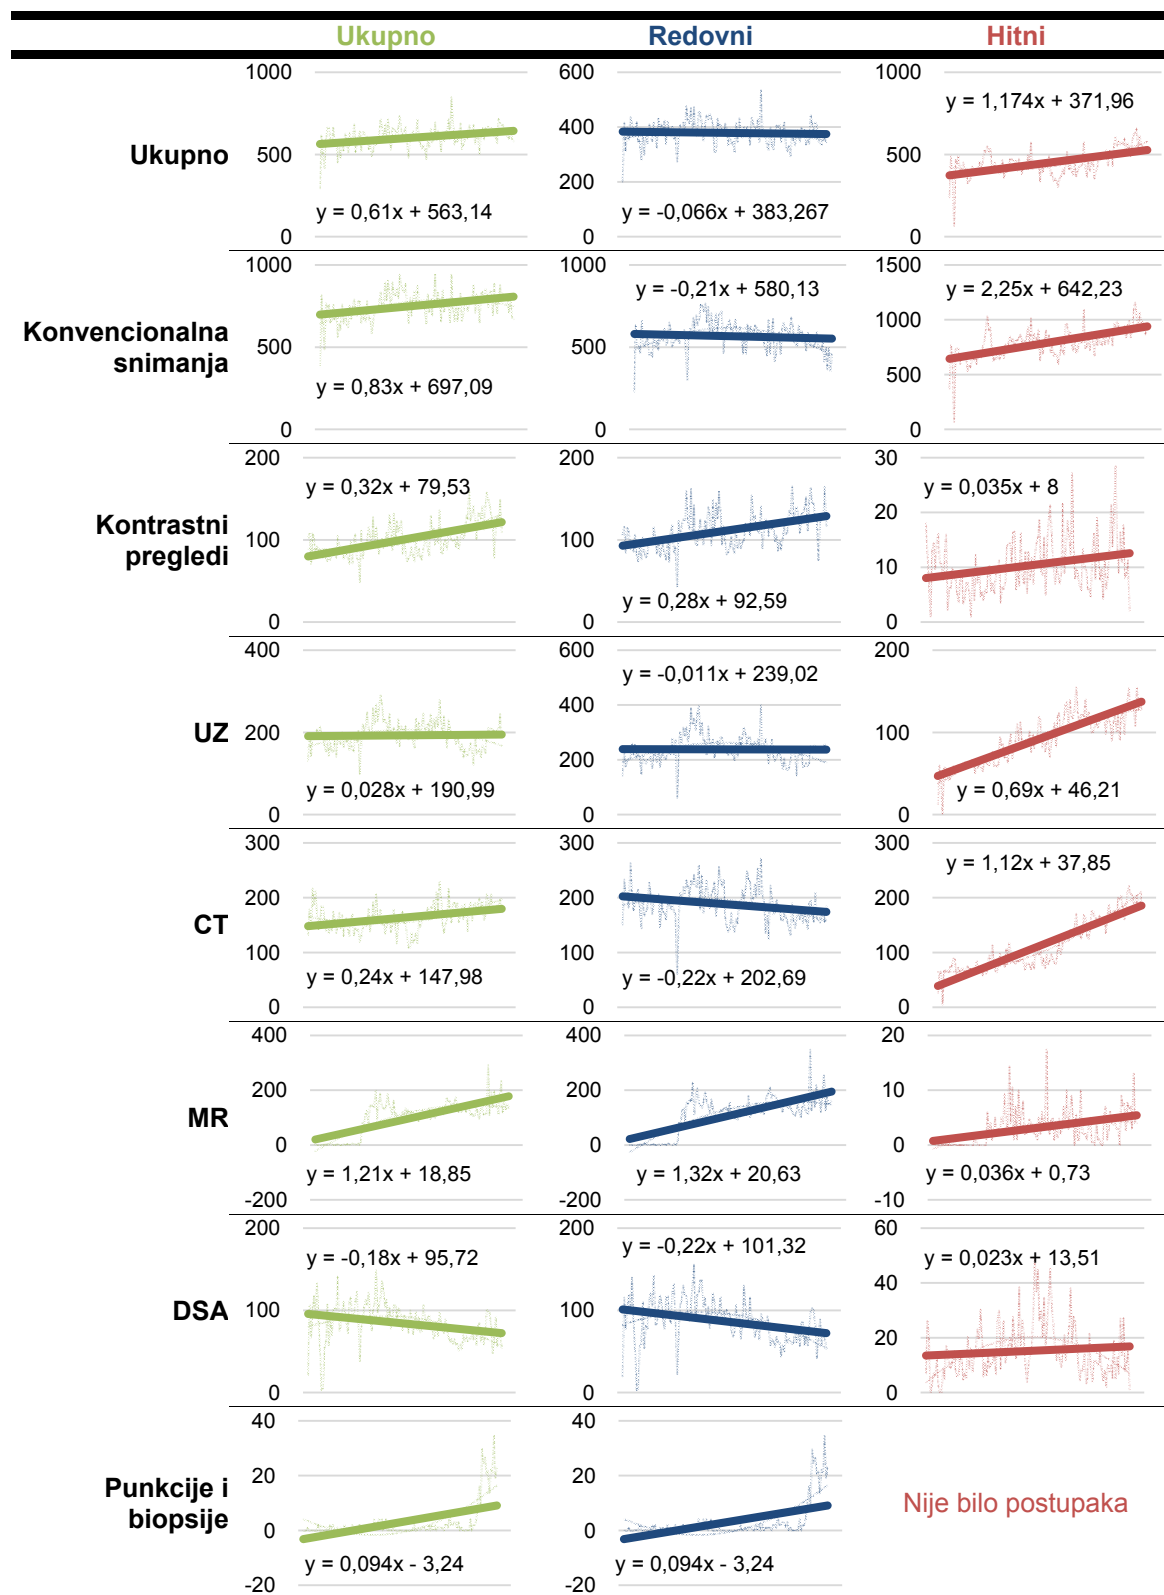 Ukupno Redovni Hitni
1000 600 1000
y = 1,174x + 371,96
400
Ukupno 500 500
200
y = 0,61x + 563,14 y = -0,066x + 383,267
0 0 0
1000 1000 1500
y = -0,21x + 580,13 y = 2,25x + 642,23
1000
Konvencionalna
snimanja 500 500
500
y = 0,83x + 697,09
0 0 0
200 200 30
y = 0,32x + 79,53 y = 0,035x + 8
20
Kontrastni
pregledi 100 100
10
y = 0,28x + 92,59
0 0 0
400 600 200
y = -0,011x + 239,02
400
UZ 200 100
200
y = 0,028x + 190,99 y = 0,69x + 46,21
0 0 0
300 300 300
y = 1,12x + 37,85
200 200 200
CT
100 100 100
y = 0,24x + 147,98 y = -0,22x + 202,69
0 0 0
400 400 20
MR 200 200 10
0 0 0
y = 1,21x + 18,85 y = 1,32x + 20,63 y = 0,036x + 0,73
-200 -200 -10
200 200 60
y = -0,18x + 95,72 y = -0,22x + 101,32 y = 0,023x + 13,51
40
DSA 100 100
20
0 0 0
40 40
20 20
Punkcije i
biopsije Nije bilo postupaka
0 0
y = 0,094x - 3,24 y = 0,094x - 3,24
-20 -20